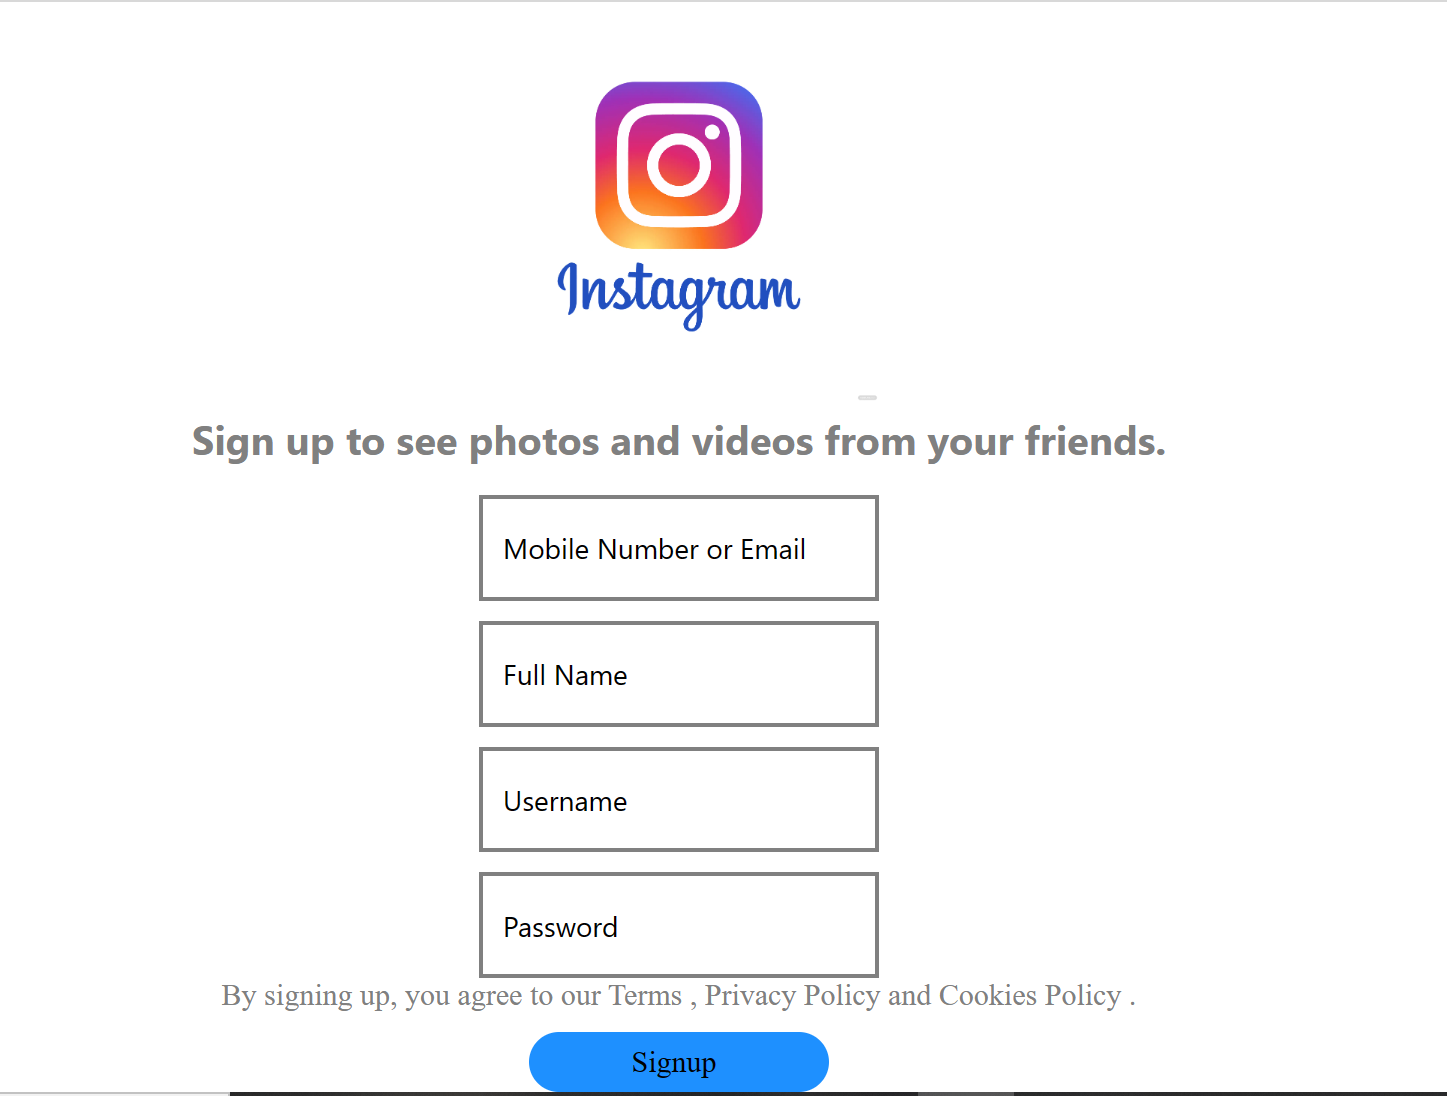 Instagram
Sign up to see photos and videos from your friends.
Mobile Number or Email
Full Name
Username
Password
By signing up, you agree to our Terms , Privacy Policy and Cookies Policy .
Signup